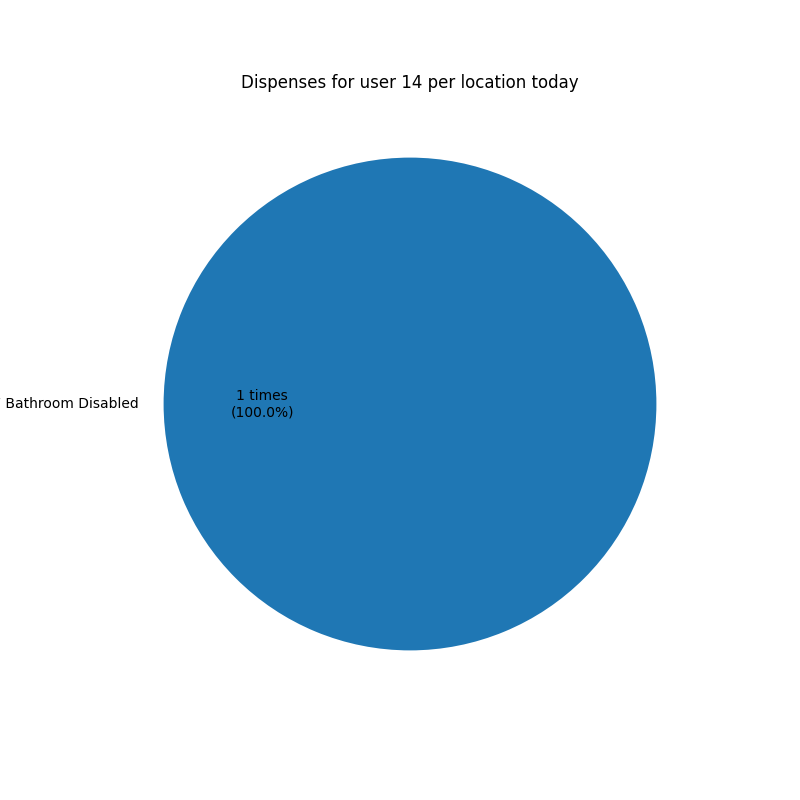 Dispenses for user 14 per location today
1 times
(100.0%)
Bathroom Disabled